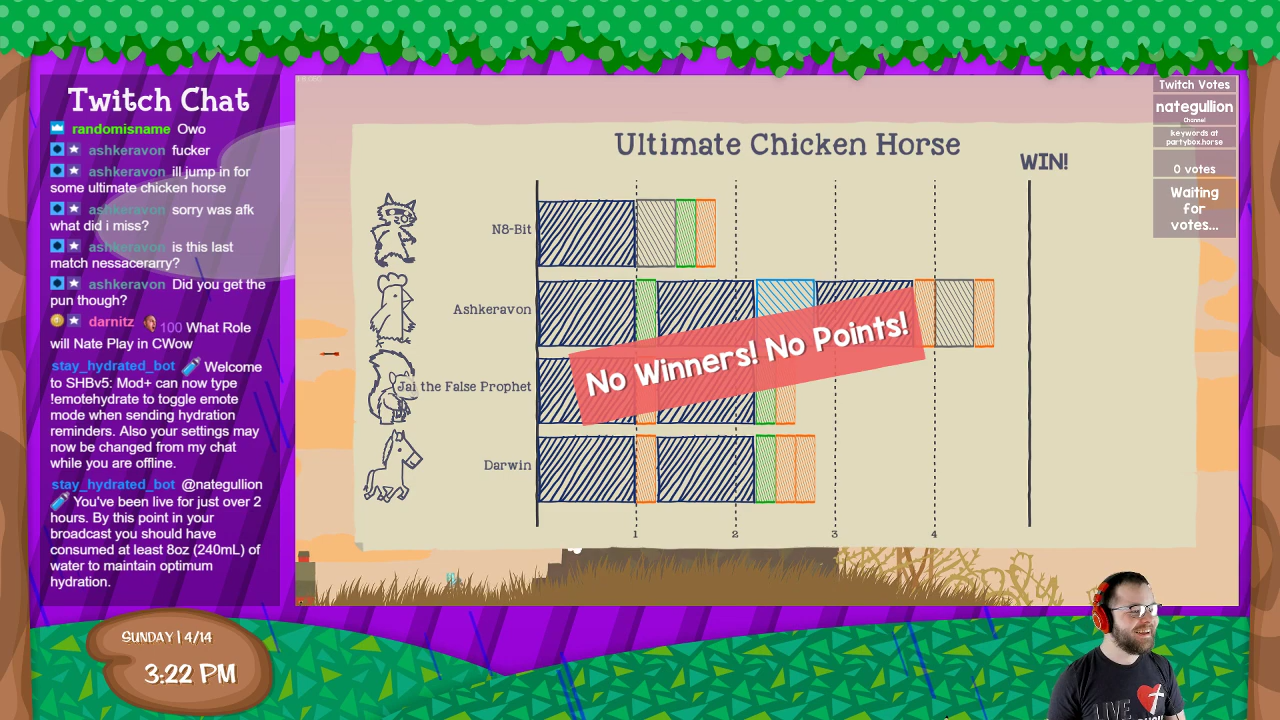 Twitch Chat
randomisname Owo
ashkeravon fucker
ashkeravon ill jump in for
some ultimate chicken horse
ashkeravon sorry was afk
what did i miss?
ashkeravon is this last
match nessacerarry?
ashkeravon Did you get the
pun though?
darnitz 100 What Role
will Nate Play in CWow
stay_hydrated_bot Welcome
to SHBv5: Mod+ can now type
!emotehydrate to toggle emote
mode when sending hydration
reminders. Also your settings may
now be changed from my chat
while you are offline.
stay_hydrated_bot @nategullion
You've been live for just over 2
hours. By this point in your
broadcast you should have
consumed at least 8oz (240mL) of
water to maintain optimum
hydration.
SUNDAY | 4/14
3:22 PM
Ultimate Chicken Horse
WIN!
N8-Bit
Ashkeravon
Jai the False Prophet
Darwin
No Winners! No Points!
1 2 3 4
Twitch Votes
nategullion
Channel
keywords at
partybox.horse
0 votes
Waiting
for
votes...
LIVE